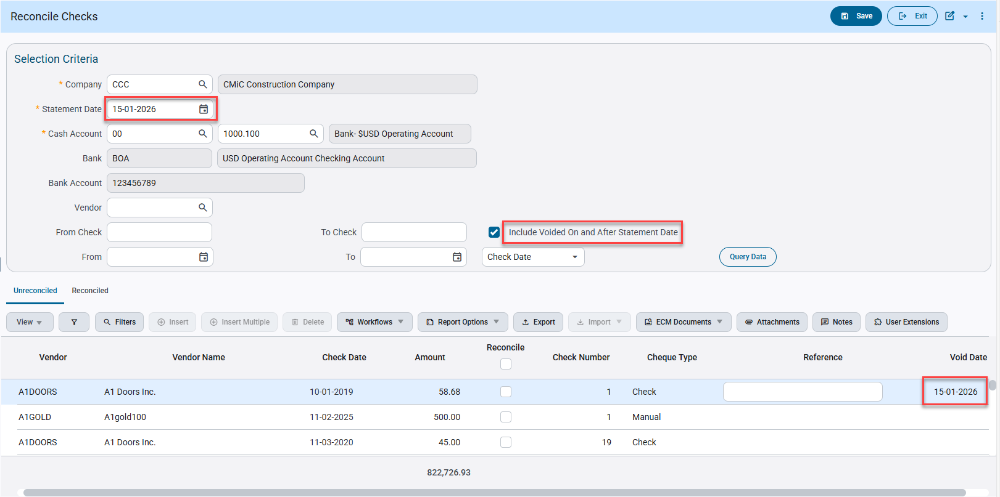 Reconcile Checks
Save
Exit
Selection Criteria
* Company CCC CMiC Construction Company
* Statement Date 15-01-2026
* Cash Account 00 1000.100 Bank- $USD Operating Account
Bank BOA USD Operating Account Checking Account
Bank Account 123456789
Vendor
From Check To Check Include Voided On and After Statement Date
From To Check Date Query Data
Unreconciled Reconciled
View Filters Insert Insert Multiple Delete Workflows Report Options Export Import ECM Documents Attachments Notes User Extensions
Vendor Vendor Name Check Date Amount Reconcile Check Number Cheque Type Reference Void Date
A1DOORS A1 Doors Inc. 10-01-2019 58.68 1 Check 15-01-2026
A1GOLD A1gold100 11-02-2025 500.00 1 Manual
A1DOORS A1 Doors Inc. 11-03-2020 45.00 19 Check
822,726.93